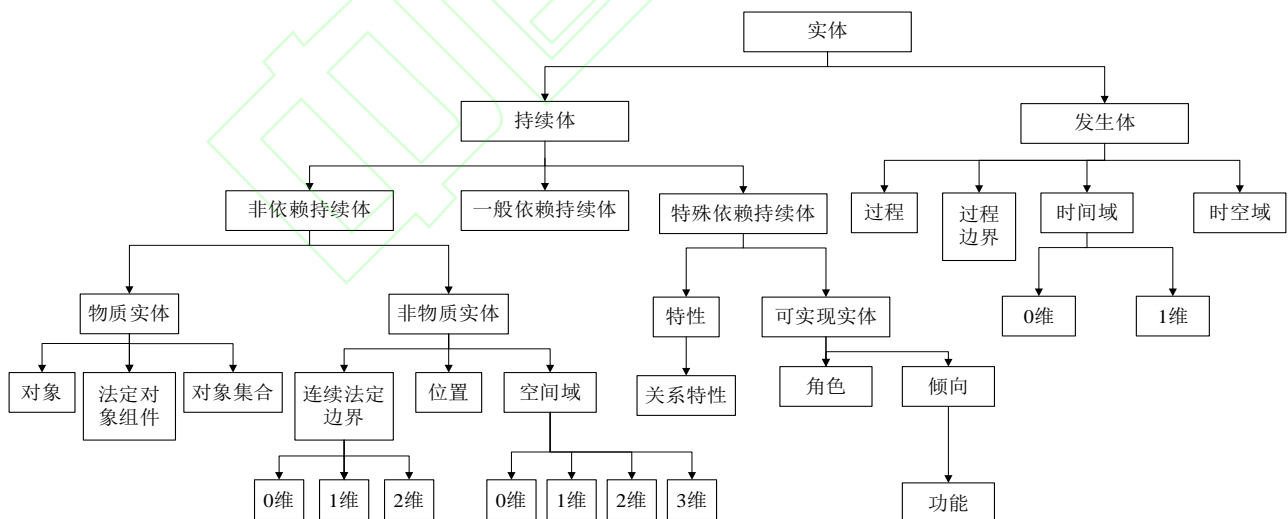 实体
持续体
发生体
非依赖持续体
一般依赖持续体
特殊依赖持续体
过程
过程
边界
时间域
时空域
物质实体
非物质实体
特性
可实现实体
0维
1维
对象
法定对
象组件
对象集合
连续法定
边界
位置
空间域
关系特性
角色
倾向
0维
1维
2维
0维
1维
2维
3维
功能